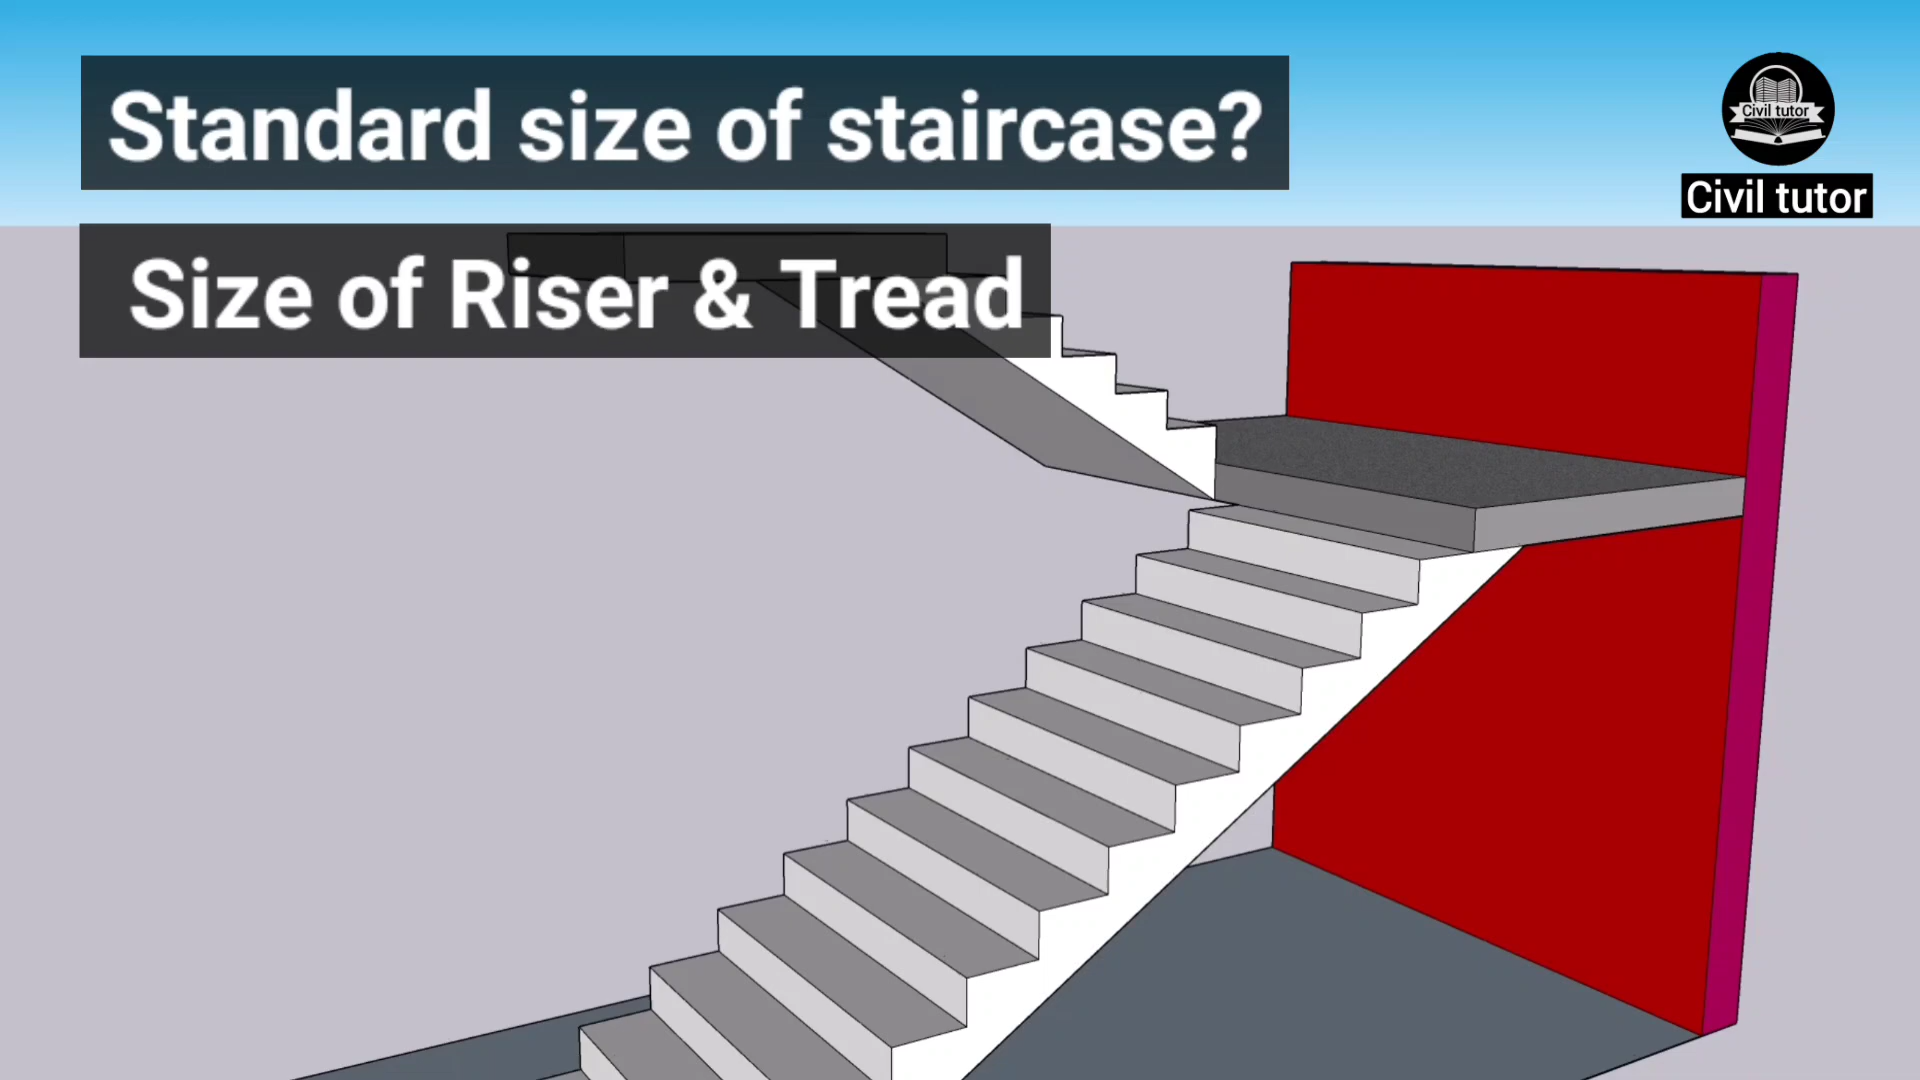 Standard size of staircase?
Size of Riser & Tread
Civil tutor
Civil tutor